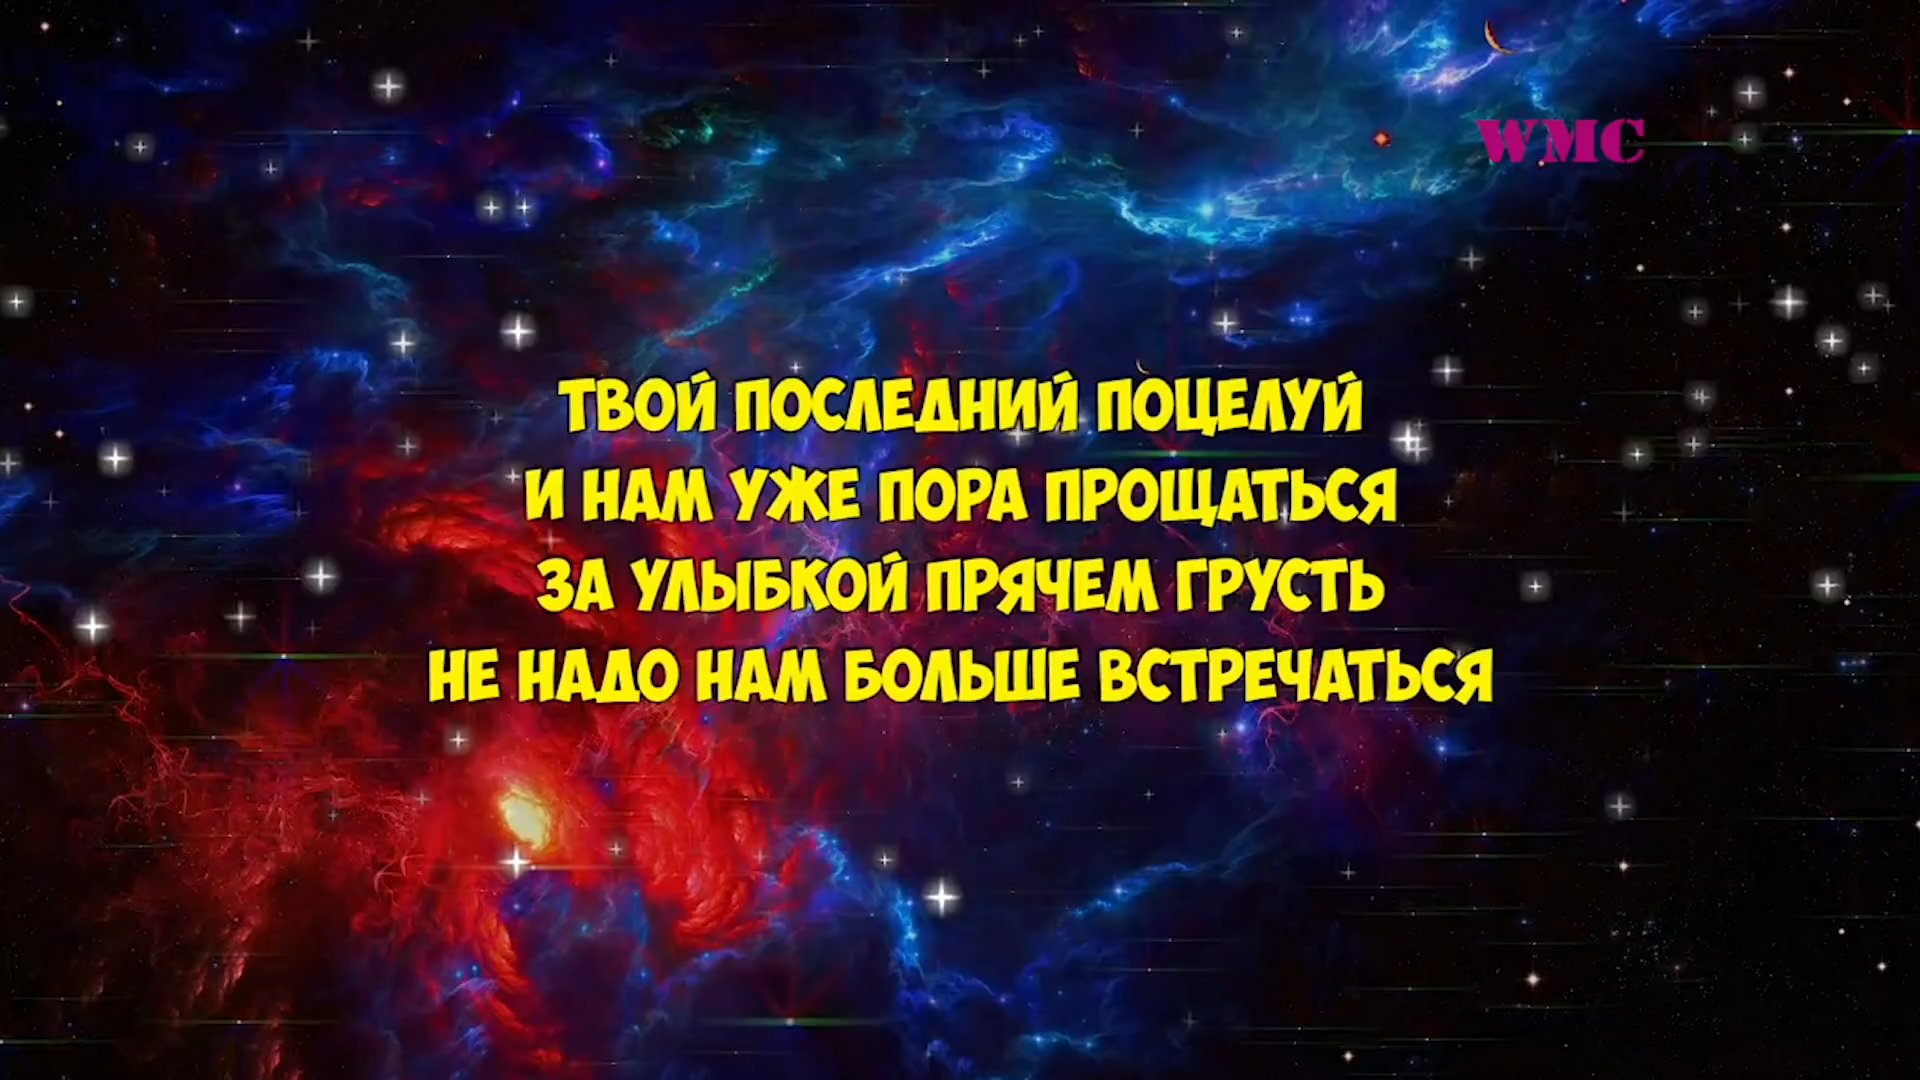 WMC
ТВОЙ ПОСЛЕДНИЙ ПОЦЕЛУЙ
И НАМ УЖЕ ПОРА ПРОЩАТЬСЯ
ЗА УЛЫБКОЙ ПРЯЧЕМ ГРУСТЬ
НЕ НАДО НАМ БОЛЬШЕ ВСТРЕЧАТЬСЯ